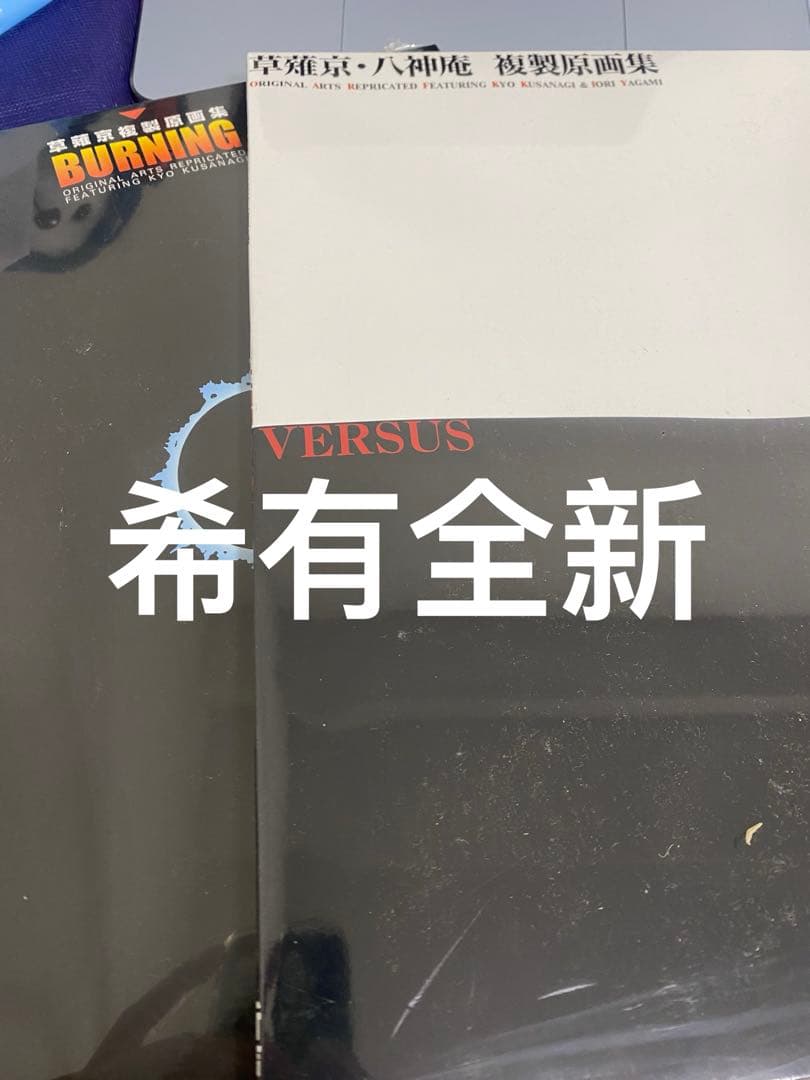 草薙京複製原画集
BURNING
ORIGINAL ARTS REPRICATED
FEATURING KYO KUSANAGI
草薙京・八神庵 複製原画集
ORIGINAL ARTS REPRICATED FEATURING KYO KUSANAGI & IORI YAGAMI
VERSUS
希有全新